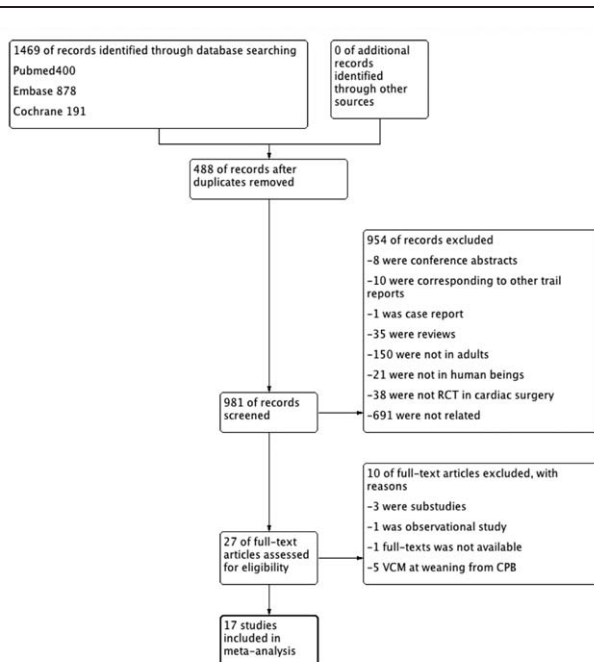 1469 of records identified through database searching
Pubmed400
Embase 878
Cochrane 191
0 of additional
records
identified
through other
sources
488 of records after
duplicates removed
954 of records excluded
-8 were conference abstracts
-10 were corresponding to other trail
reports
-1 was case report
-35 were reviews
-150 were not in adults
-21 were not in human beings
-38 were not RCT in cardiac surgery
-691 were not related
981 of records
screened
10 of full-text articles excluded, with
reasons
-3 were substudies
-1 was observational study
-1 full-texts was not available
-5 VCM at weaning from CPB
27 of full-text
articles assessed
for eligibility
17 studies
included in
meta-analysis